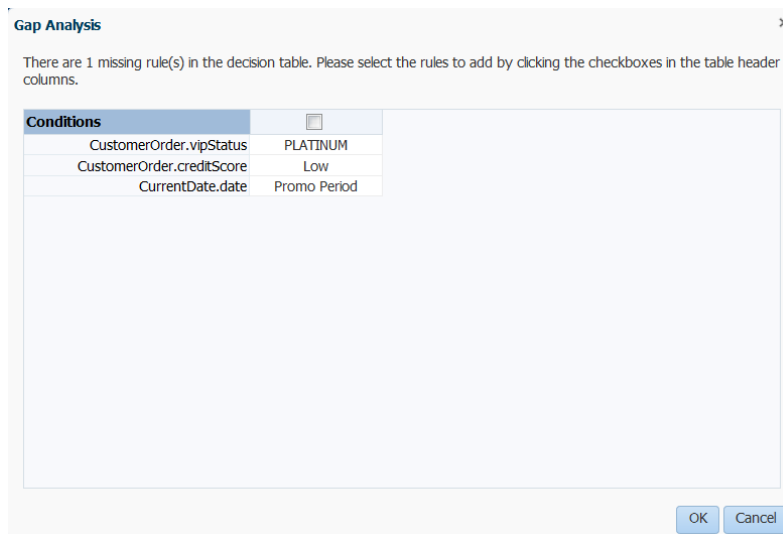 Gap Analysis
There are 1 missing rule(s) in the decision table. Please select the rules to add by clicking the checkboxes in the table header
columns.
Conditions
CustomerOrder.vipStatus PLATINUM
CustomerOrder.creditScore Low
CurrentDate.date Promo Period
OK Cancel